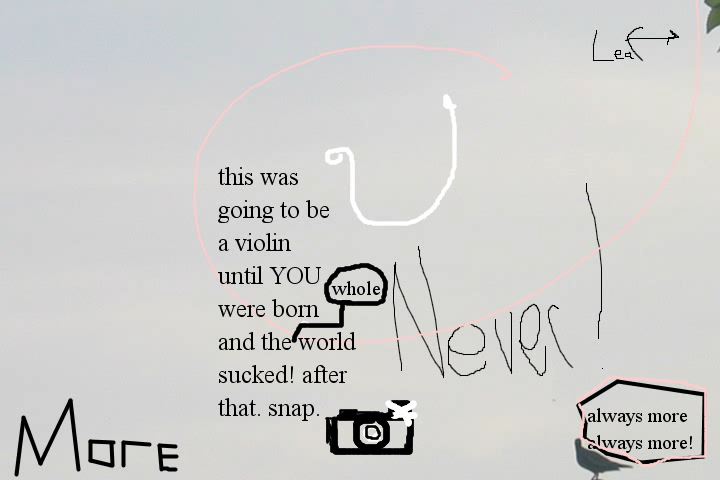 Leaf
this was
going to be
a violin
until YOU
whole
were born
and the world
sucked! after
that. snap.
Never!
More
always more
always more!